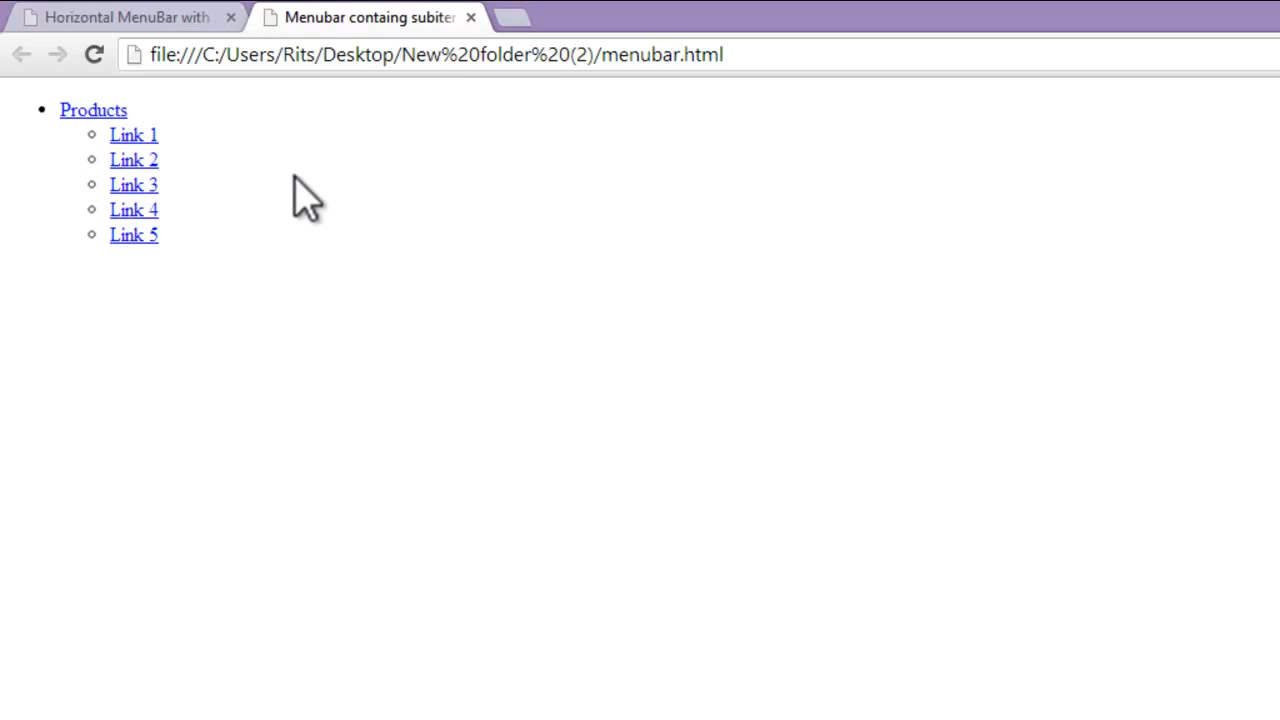 Horizontal MenuBar with
Menubar containg subiter
file:///C:/Users/Rits/Desktop/New%20folder%20(2)/menubar.html
Products
Link 1
Link 2
Link 3
Link 4
Link 5